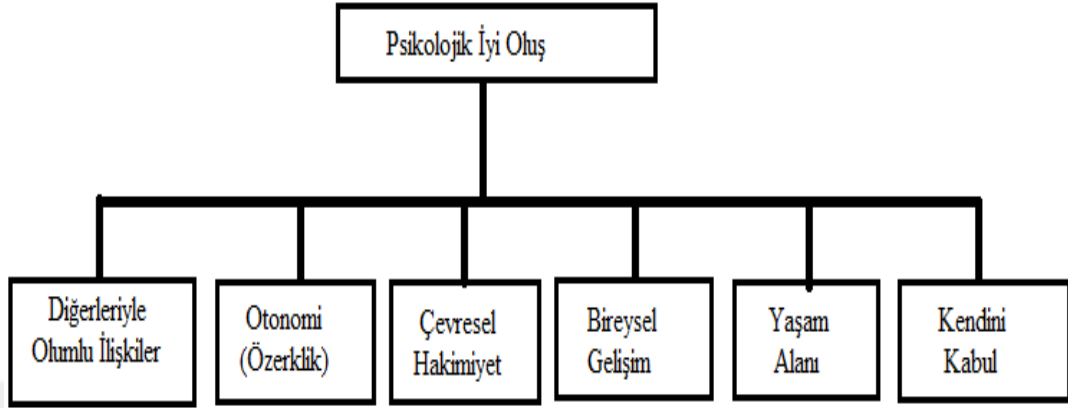 Psikolojik İyi Oluş
Diğerleriyle
Olumlu İlişkiler
Otonomi
(Özerklik)
Çevresel
Hakimiyet
Bireysel
Gelişim
Yaşam
Alanı
Kendini
Kabul